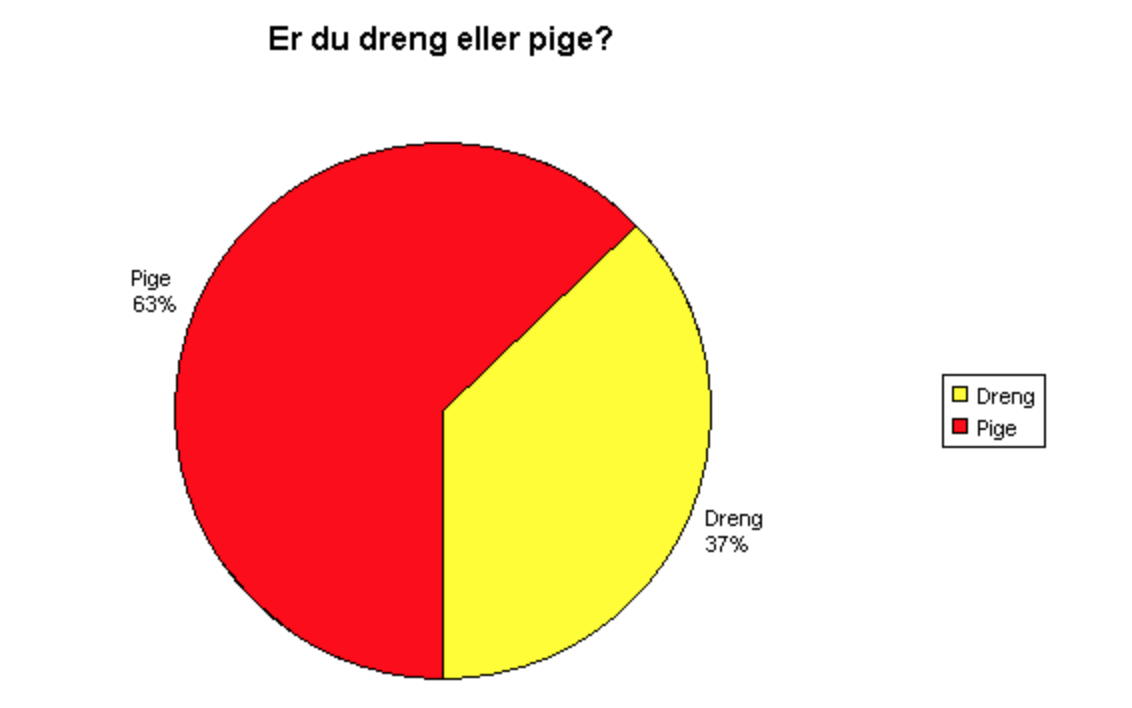 Er du dreng eller pige?
Pige
63%
Dreng
37%
Dreng
Pige